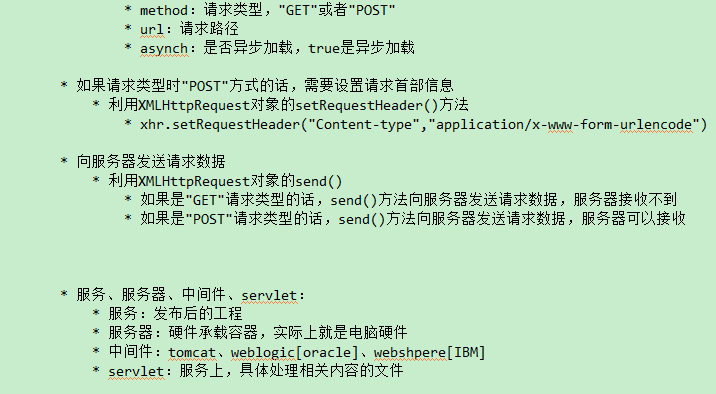 * method：请求类型，"GET"或者"POST"
* url：请求路径
* asynch：是否异步加载，true是异步加载
* 如果请求类型时"POST"方式的话，需要设置请求首部信息
* 利用XMLHttpRequest对象的setRequestHeader()方法
* xhr.setRequestHeader("Content-type","application/x-www-form-urlencode")
* 向服务器发送请求数据
* 利用XMLHttpRequest对象的send()
* 如果是"GET"请求类型的话，send()方法向服务器发送请求数据，服务器接收不到
* 如果是"POST"请求类型的话，send()方法向服务器发送请求数据，服务器可以接收
* 服务、服务器、中间件、servlet：
* 服务：发布后的工程
* 服务器：硬件承载容器，实际上就是电脑硬件
* 中间件：tomcat、weblogic[oracle]、webshpere[IBM]
* servlet：服务上，具体处理相关内容的文件